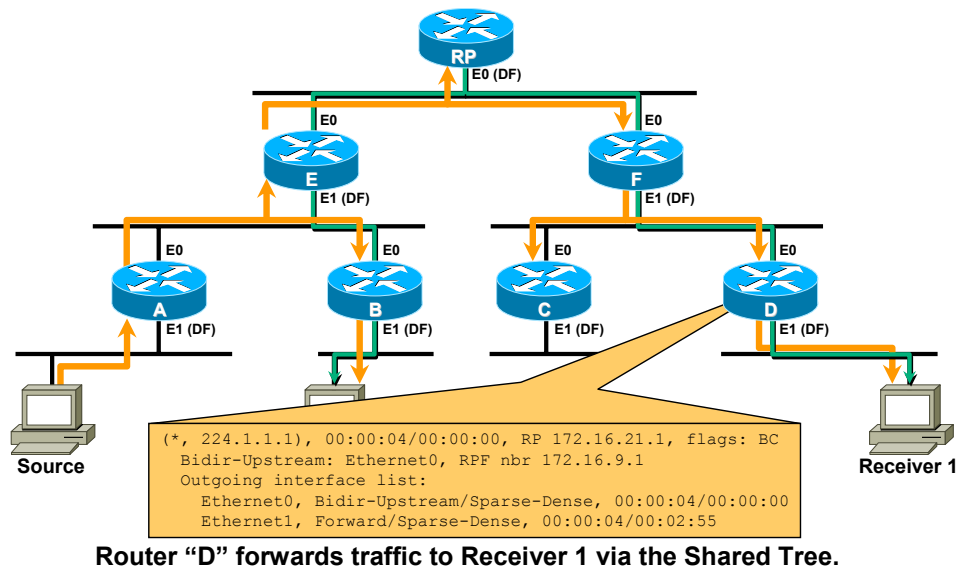 RP
E0 (DF)
E0
E0
E
F
E1 (DF)
E1 (DF)
E0
E0
E0
E0
A
B
C
D
E1 (DF)
E1 (DF)
E1 (DF)
E1 (DF)
Source
Receiver 1
(*, 224.1.1.1), 00:00:04/00:00:00, RP 172.16.21.1, flags: BC
Bidir-Upstream: Ethernet0, RPF nbr 172.16.9.1
Outgoing interface list:
Ethernet0, Bidir-Upstream/Sparse-Dense, 00:00:04/00:00:00
Ethernet1, Forward/Sparse-Dense, 00:00:04/00:02:55
Router “D” forwards traffic to Receiver 1 via the Shared Tree.